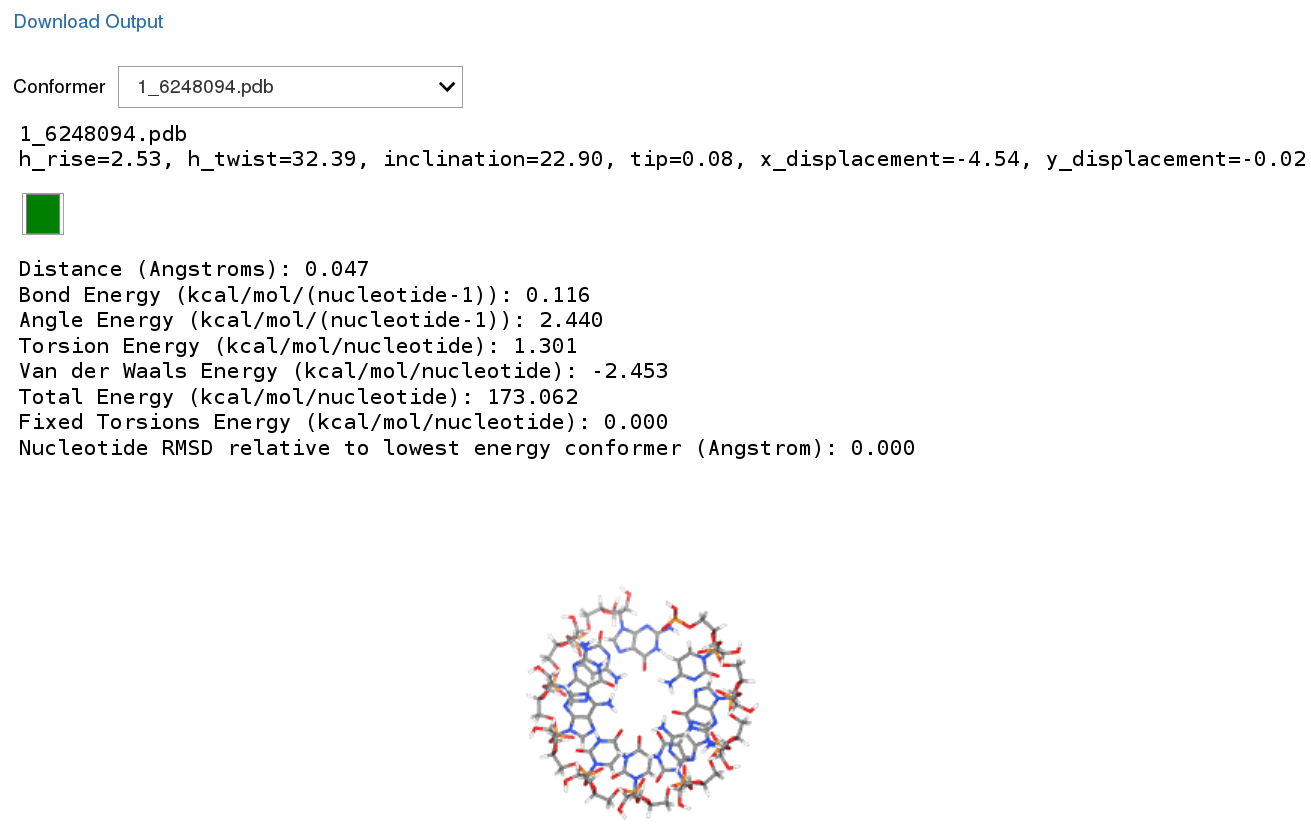 Download Output
Conformer 1_6248094.pdb
1_6248094.pdb
h_rise=2.53, h_twist=32.39, inclination=22.90, tip=0.08, x_displacement=-4.54, y_displacement=-0.02
Distance (Angstroms): 0.047
Bond Energy (kcal/mol/(nucleotide-1)): 0.116
Angle Energy (kcal/mol/(nucleotide-1)): 2.440
Torsion Energy (kcal/mol/nucleotide): 1.301
Van der Waals Energy (kcal/mol/nucleotide): -2.453
Total Energy (kcal/mol/nucleotide): 173.062
Fixed Torsions Energy (kcal/mol/nucleotide): 0.000
Nucleotide RMSD relative to lowest energy conformer (Angstrom): 0.000